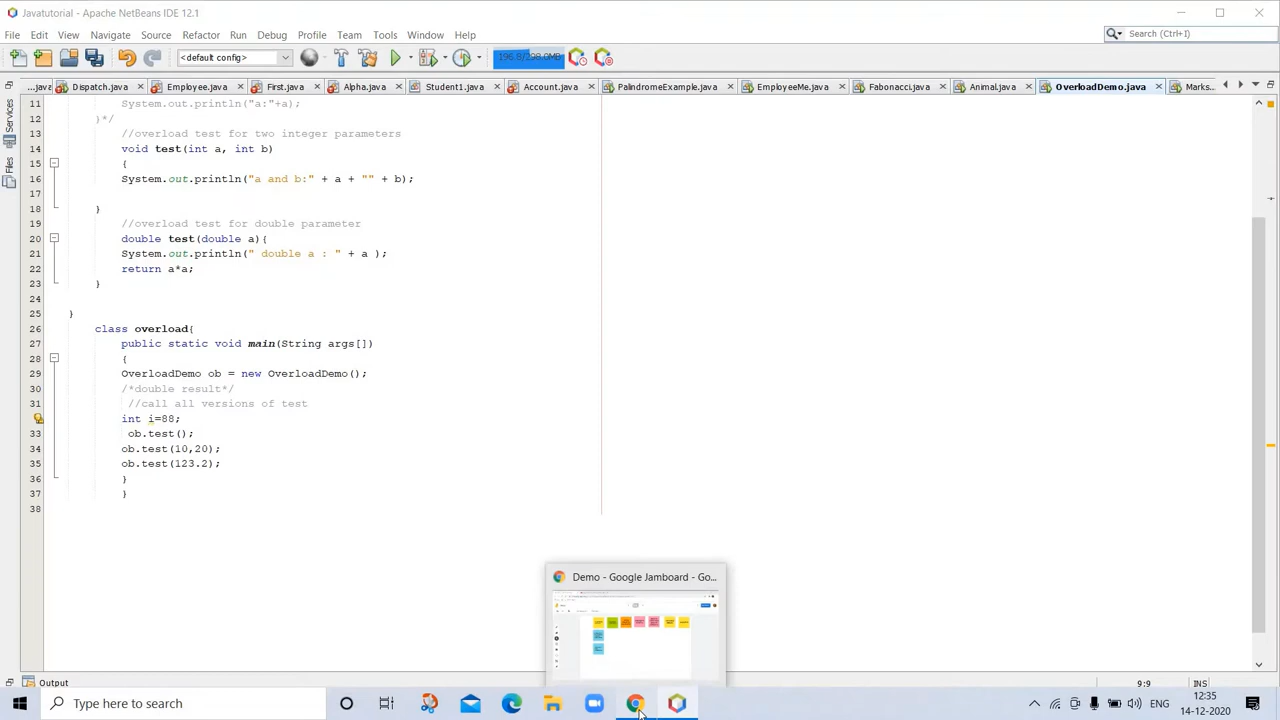 Javatutorial - Apache NetBeans IDE 12.1
File Edit View Navigate Source Refactor Run Debug Profile Team Tools Window Help
Search (Ctrl+I)
<default config>
196.8/298.0MB
...java Dispatch.java Employee.java First.java Alpha.java Student1.java Account.java PalindromeExample.java EmployeeMe.java Fabonacci.java Animal.java OverloadDemo.java Marks...
Services
Files
11 System.out.println("a:"+a);
12 }*/
13 //overload test for two integer parameters
14 void test(int a, int b)
15 {
16 System.out.println("a and b:" + a + "" + b);
17
18 }
19 //overload test for double parameter
20 double test(double a){
21 System.out.println(" double a : " + a );
22 return a*a;
23 }
24
25 }
26 class overload{
27 public static void main(String args[])
28 {
29 OverloadDemo ob = new OverloadDemo();
30 /*double result*/
31 //call all versions of test
int i=88;
33 ob.test();
34 ob.test(10,20);
35 ob.test(123.2);
36 }
37 }
38
Demo - Google Jamboard - Go...
Output
9:9 INS
Type here to search
ENG
12:35
14-12-2020